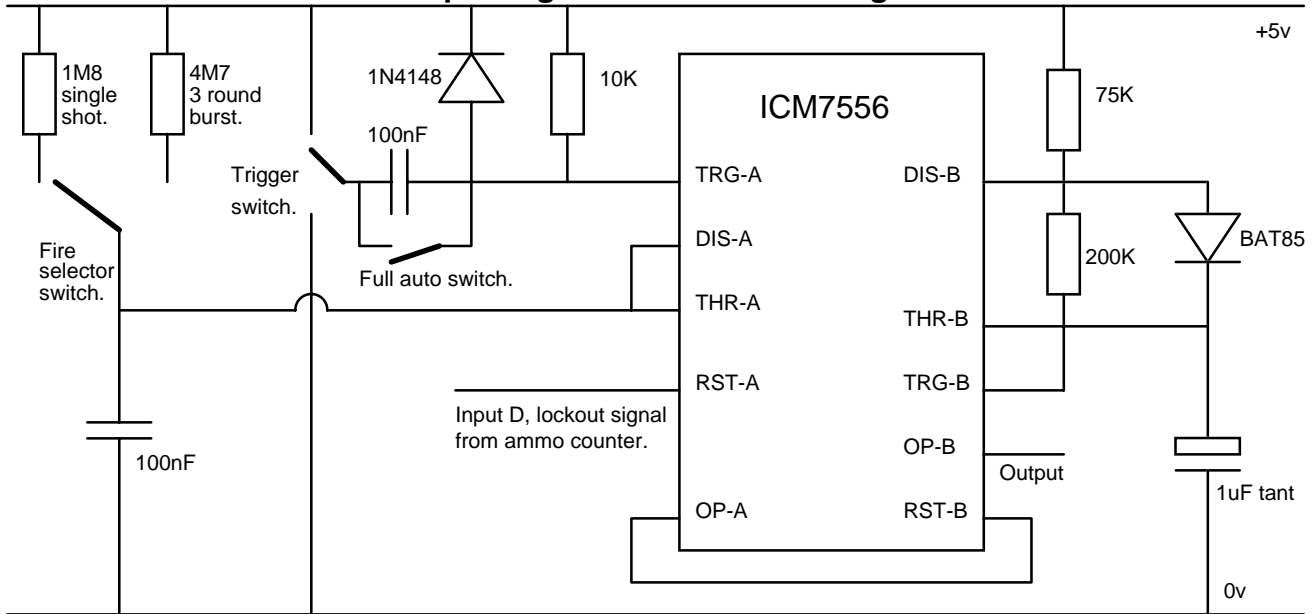 +5v
1M8
single
shot.
4M7
3 round
burst.
1N4148
10K
100nF
ICM7556
75K
Trigger
switch.
TRG-A
DIS-B
Fire
selector
switch.
DIS-A
BAT85
200K
Full auto switch.
THR-A
THR-B
RST-A
TRG-B
Input D, lockout signal
from ammo counter.
OP-B
Output
100nF
1uF tant
OP-A
RST-B
0v